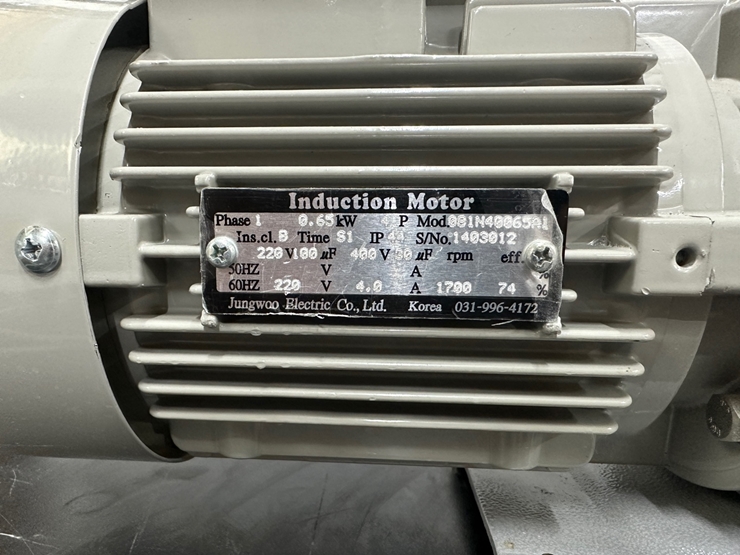 Induction Motor
Phase 1 0.65 kW 4 P Mod. 081N40065A1
Ins.cl. B Time S1 IP 44 S/No. 1403012
220 V 100 μF 400 V 30 μF rpm eff.
50HZ V A %
60HZ 220 V 4.0 A 1700 74 %
Jungwoo Electric Co., Ltd. Korea 031-996-4172